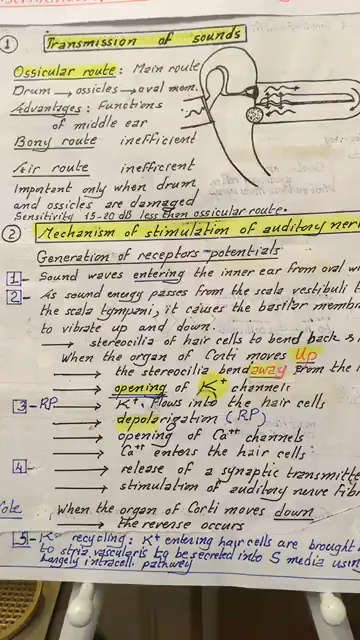 ① Transmission of sounds
Ossicular route: Main route
Drum → ossicles → oval mem.
Advantages: Functions
of middle ear
Bony route inefficient
Air route inefficient
Important only when drum
and ossicles are damaged
Sensitivity 15-20 dB less than ossicular route.
② Mechanism of stimulation of auditory
Generation of receptors potentials
1- Sound waves entering the inner ear from oval
2- As sound energy passes from the scala vestibuli
the scala tympani, it causes the basilar
to vibrate up and down.
→ stereocilia of hair cells to bend back &
When the organ of Corti moves Up
→ the stereocilia bend away from the
→ opening of K+ channels
3- RP → K+ flows into the hair cells
→ depolarization (RP)
→ opening of Ca++ channels
→ Ca++ enters the hair cells
4- → release of a synaptic
→ stimulation of auditory nerve
When the organ of Corti moves down
→ the reverse occurs
5- K+ recycling: K+ entering hair cells are brought
to stria vascularis to be secreted into S media
Largely intracell. pathway